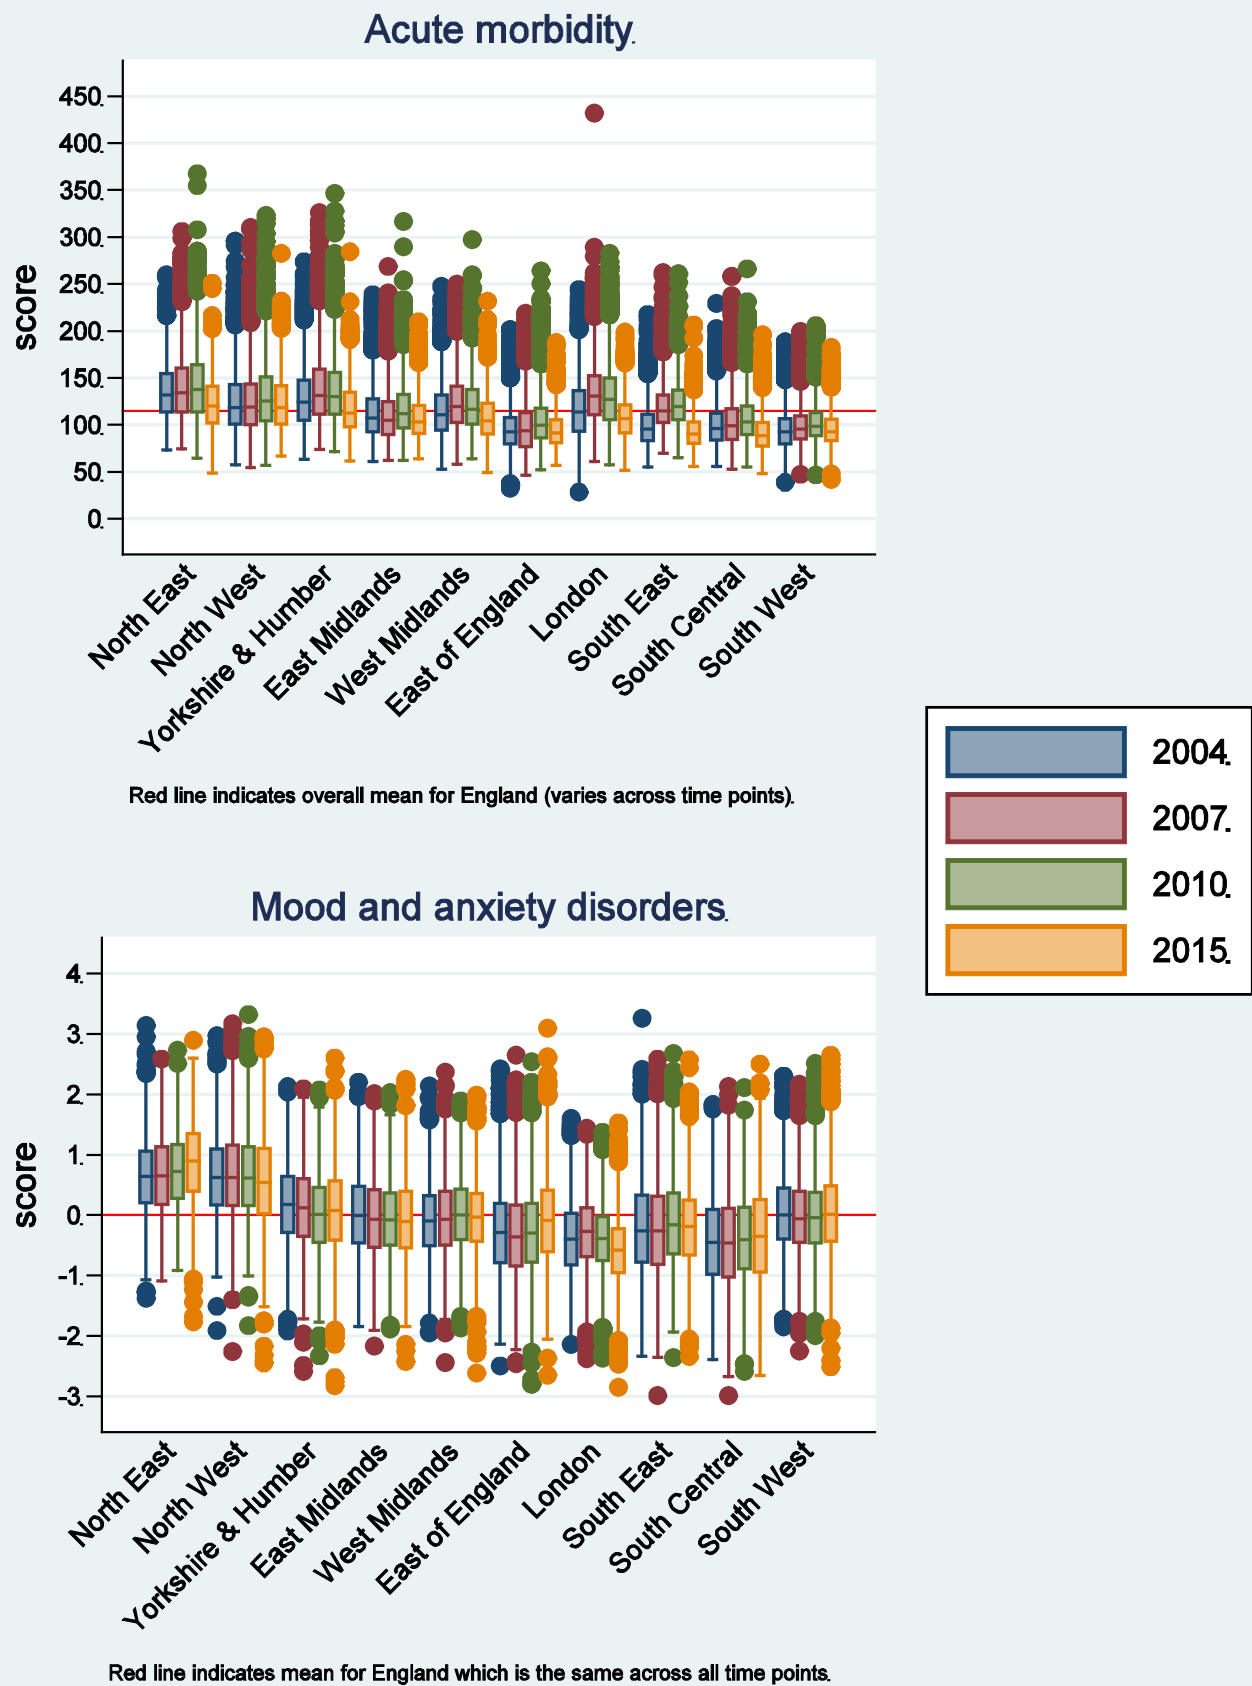 Acute morbidity.
score
450.
400.
350.
300.
250.
200.
150.
100.
50.
0.
North East
North West
Yorkshire & Humber
East Midlands
West Midlands
East of England
London
South East
South Central
South West
Red line indicates overall mean for England (varies across time points).
2004.
2007.
2010.
2015.
Mood and anxiety disorders.
score
4.
3.
2.
1.
0.
-1.
-2.
-3.
North East
North West
Yorkshire & Humber
East Midlands
West Midlands
East of England
London
South East
South Central
South West
Red line indicates mean for England which is the same across all time points.